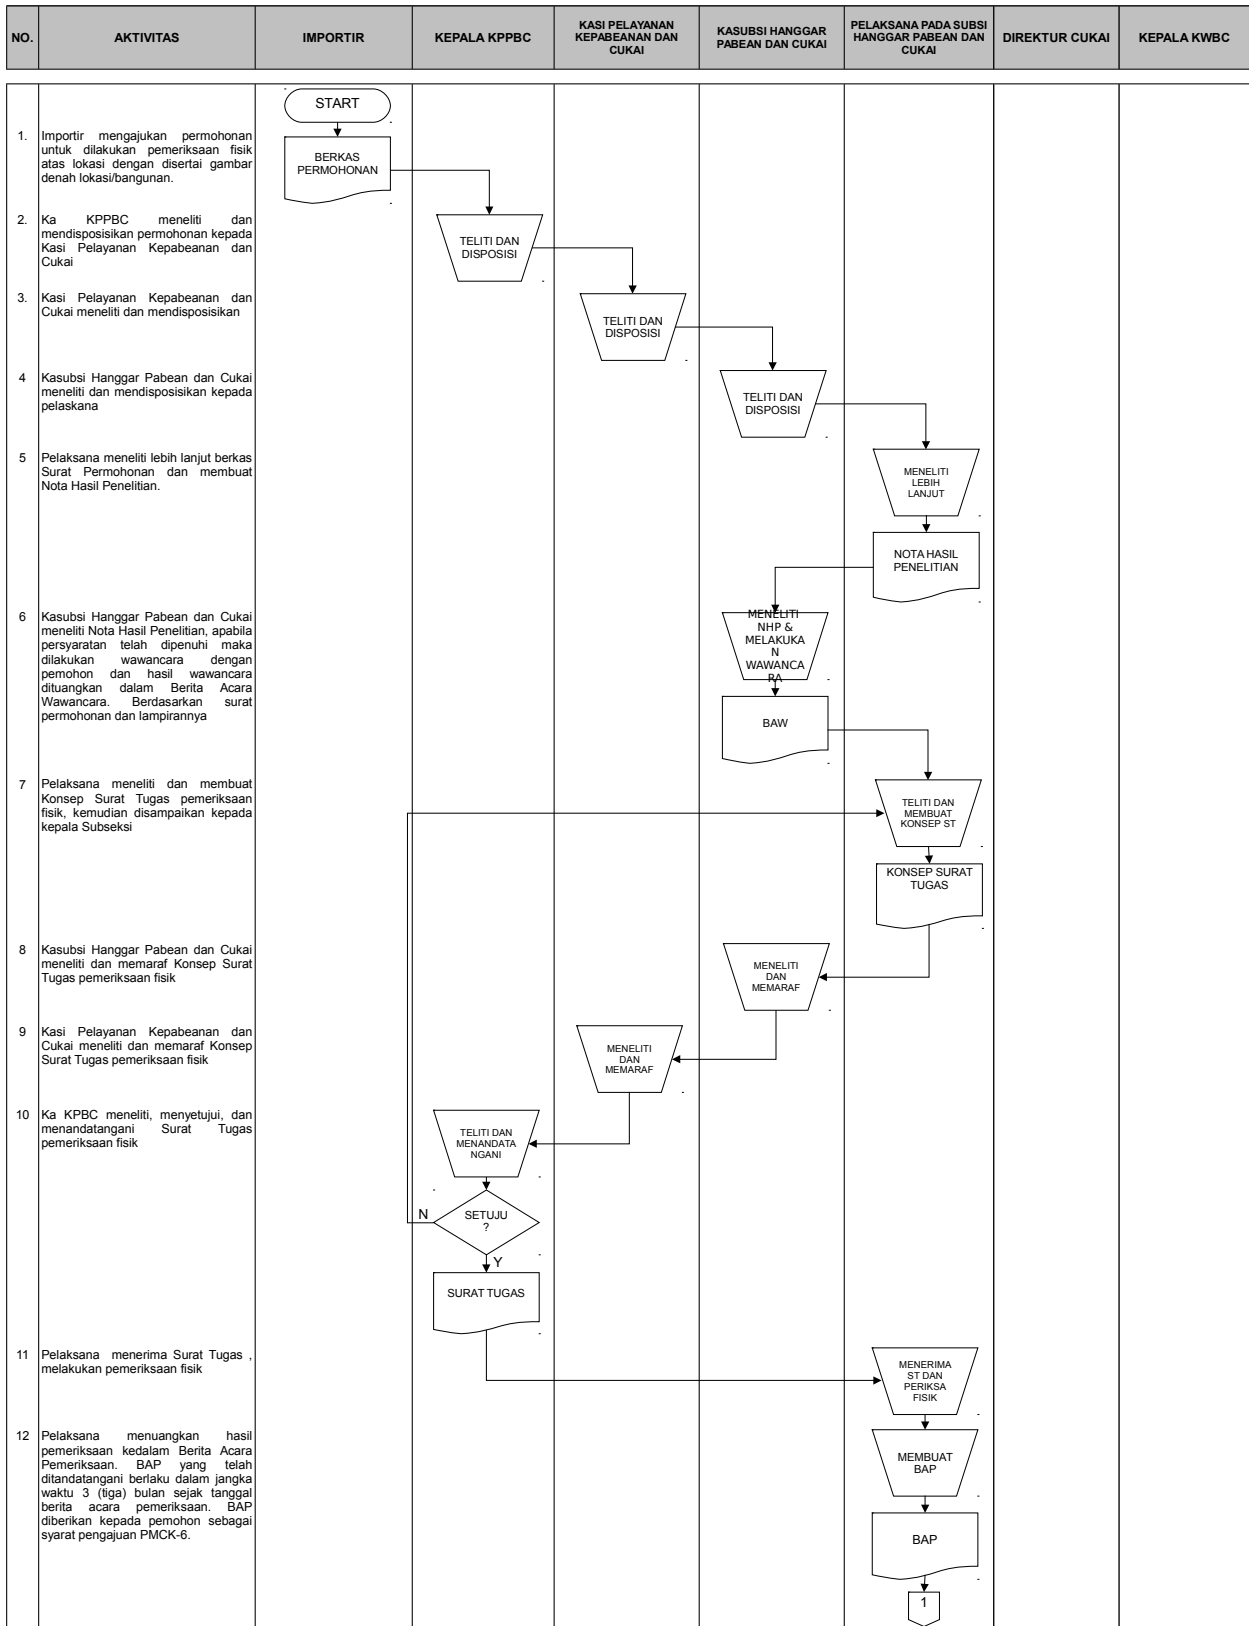 NO.
AKTIVITAS
IMPORTIR
KEPALA KPPBC
KASI PELAYANAN
KEPABEANAN DAN
CUKAI
KASUBSI HANGGAR
PABEAN DAN CUKAI
PELAKSANA PADA SUBSI
HANGGAR PABEAN DAN
CUKAI
DIREKTUR CUKAI
KEPALA KWBC
START
1. Importir mengajukan permohonan
untuk dilakukan pemeriksaan fisik
atas lokasi dengan disertai gambar
denah lokasi/bangunan.
BERKAS
PERMOHONAN
2. Ka KPPBC meneliti dan
mendisposisikan permohonan kepada
Kasi Pelayanan Kepabeanan dan
Cukai
TELITI DAN
DISPOSISI
3. Kasi Pelayanan Kepabeanan dan
Cukai meneliti dan mendisposikan
TELITI DAN
DISPOSISI
4 Kasubsi Hanggar Pabean dan Cukai
meneliti dan mendisposisikan kepada
pelaskana
TELITI DAN
DISPOSISI
5 Pelaksana meneliti lebih lanjut berkas
Surat Permohonan dan membuat
Nota Hasil Penelitian.
MENELITI
LEBIH
LANJUT
NOTA HASIL
PENELITIAN
6 Kasubsi Hanggar Pabean dan Cukai
meneliti Nota Hasil Penelitian, apabila
persyaratan telah dipenuhi maka
dilakukan wawancara dengan
pemohon dan hasil wawancara
dituangkan dalam Berita Acara
Wawancara. Berdasarkan surat
permohonan dan lampirannya
MENELITI
NHP &
MELAKUKA
N
WAWANCA
RA
BAW
7 Pelaksana meneliti dan membuat
Konsep Surat Tugas pemeriksaan
fisik, kemudian disampaikan kepada
kepala Subseksi
TELITI DAN
MEMBUAT
KONSEP ST
KONSEP SURAT
TUGAS
8 Kasubsi Hanggar Pabean dan Cukai
meneliti dan memaraf Konsep Surat
Tugas pemeriksaan fisik
MENELITI
DAN
MEMARAF
9 Kasi Pelayanan Kepabeanan dan
Cukai meneliti dan memaraf Konsep
Surat Tugas pemeriksaan fisik
MENELITI
DAN
MEMARAF
10 Ka KPBC meneliti, menyetujui, dan
menandatangani Surat Tugas
pemeriksaan fisik
TELITI DAN
MENANDATA
NGANI
N
SETUJU
?
Y
SURAT TUGAS
11 Pelaksana menerima Surat Tugas ,
melakukan pemeriksaan fisik
MENERIMA
ST DAN
PERIKSA
FISIK
12 Pelaksana menuangkan hasil
pemeriksaan kedalam Berita Acara
Pemeriksaan. BAP yang telah
ditandatangani berlaku dalam jangka
waktu 3 (tiga) bulan sejak tanggal
berita acara pemeriksaan. BAP
diberikan kepada pemohon sebagai
syarat pengajuan PMCK-6.
MEMBUAT
BAP
BAP
1